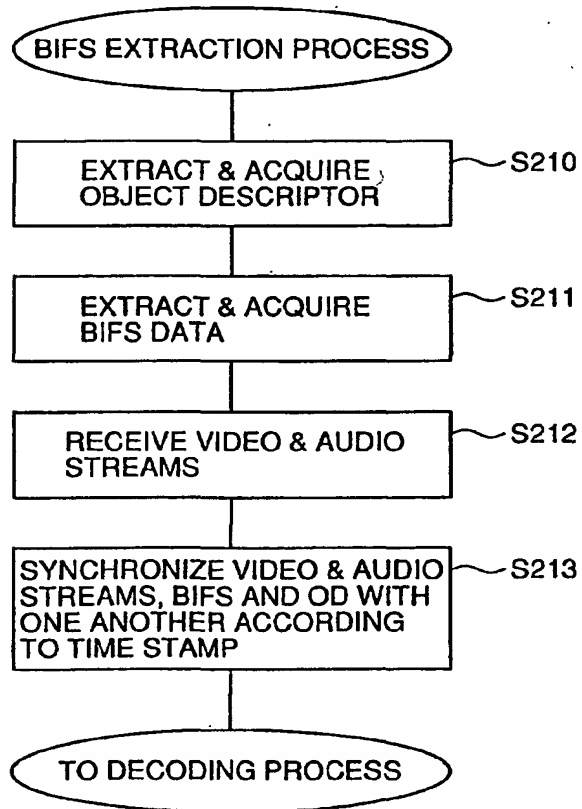 BIFS EXTRACTION PROCESS
EXTRACT & ACQUIRE
OBJECT DESCRIPTOR
S210
EXTRACT & ACQUIRE
BIFS DATA
S211
RECEIVE VIDEO & AUDIO
STREAMS
S212
SYNCHRONIZE VIDEO & AUDIO
STREAMS, BIFS AND OD WITH
ONE ANOTHER ACCORDING
TO TIME STAMP
S213
TO DECODING PROCESS